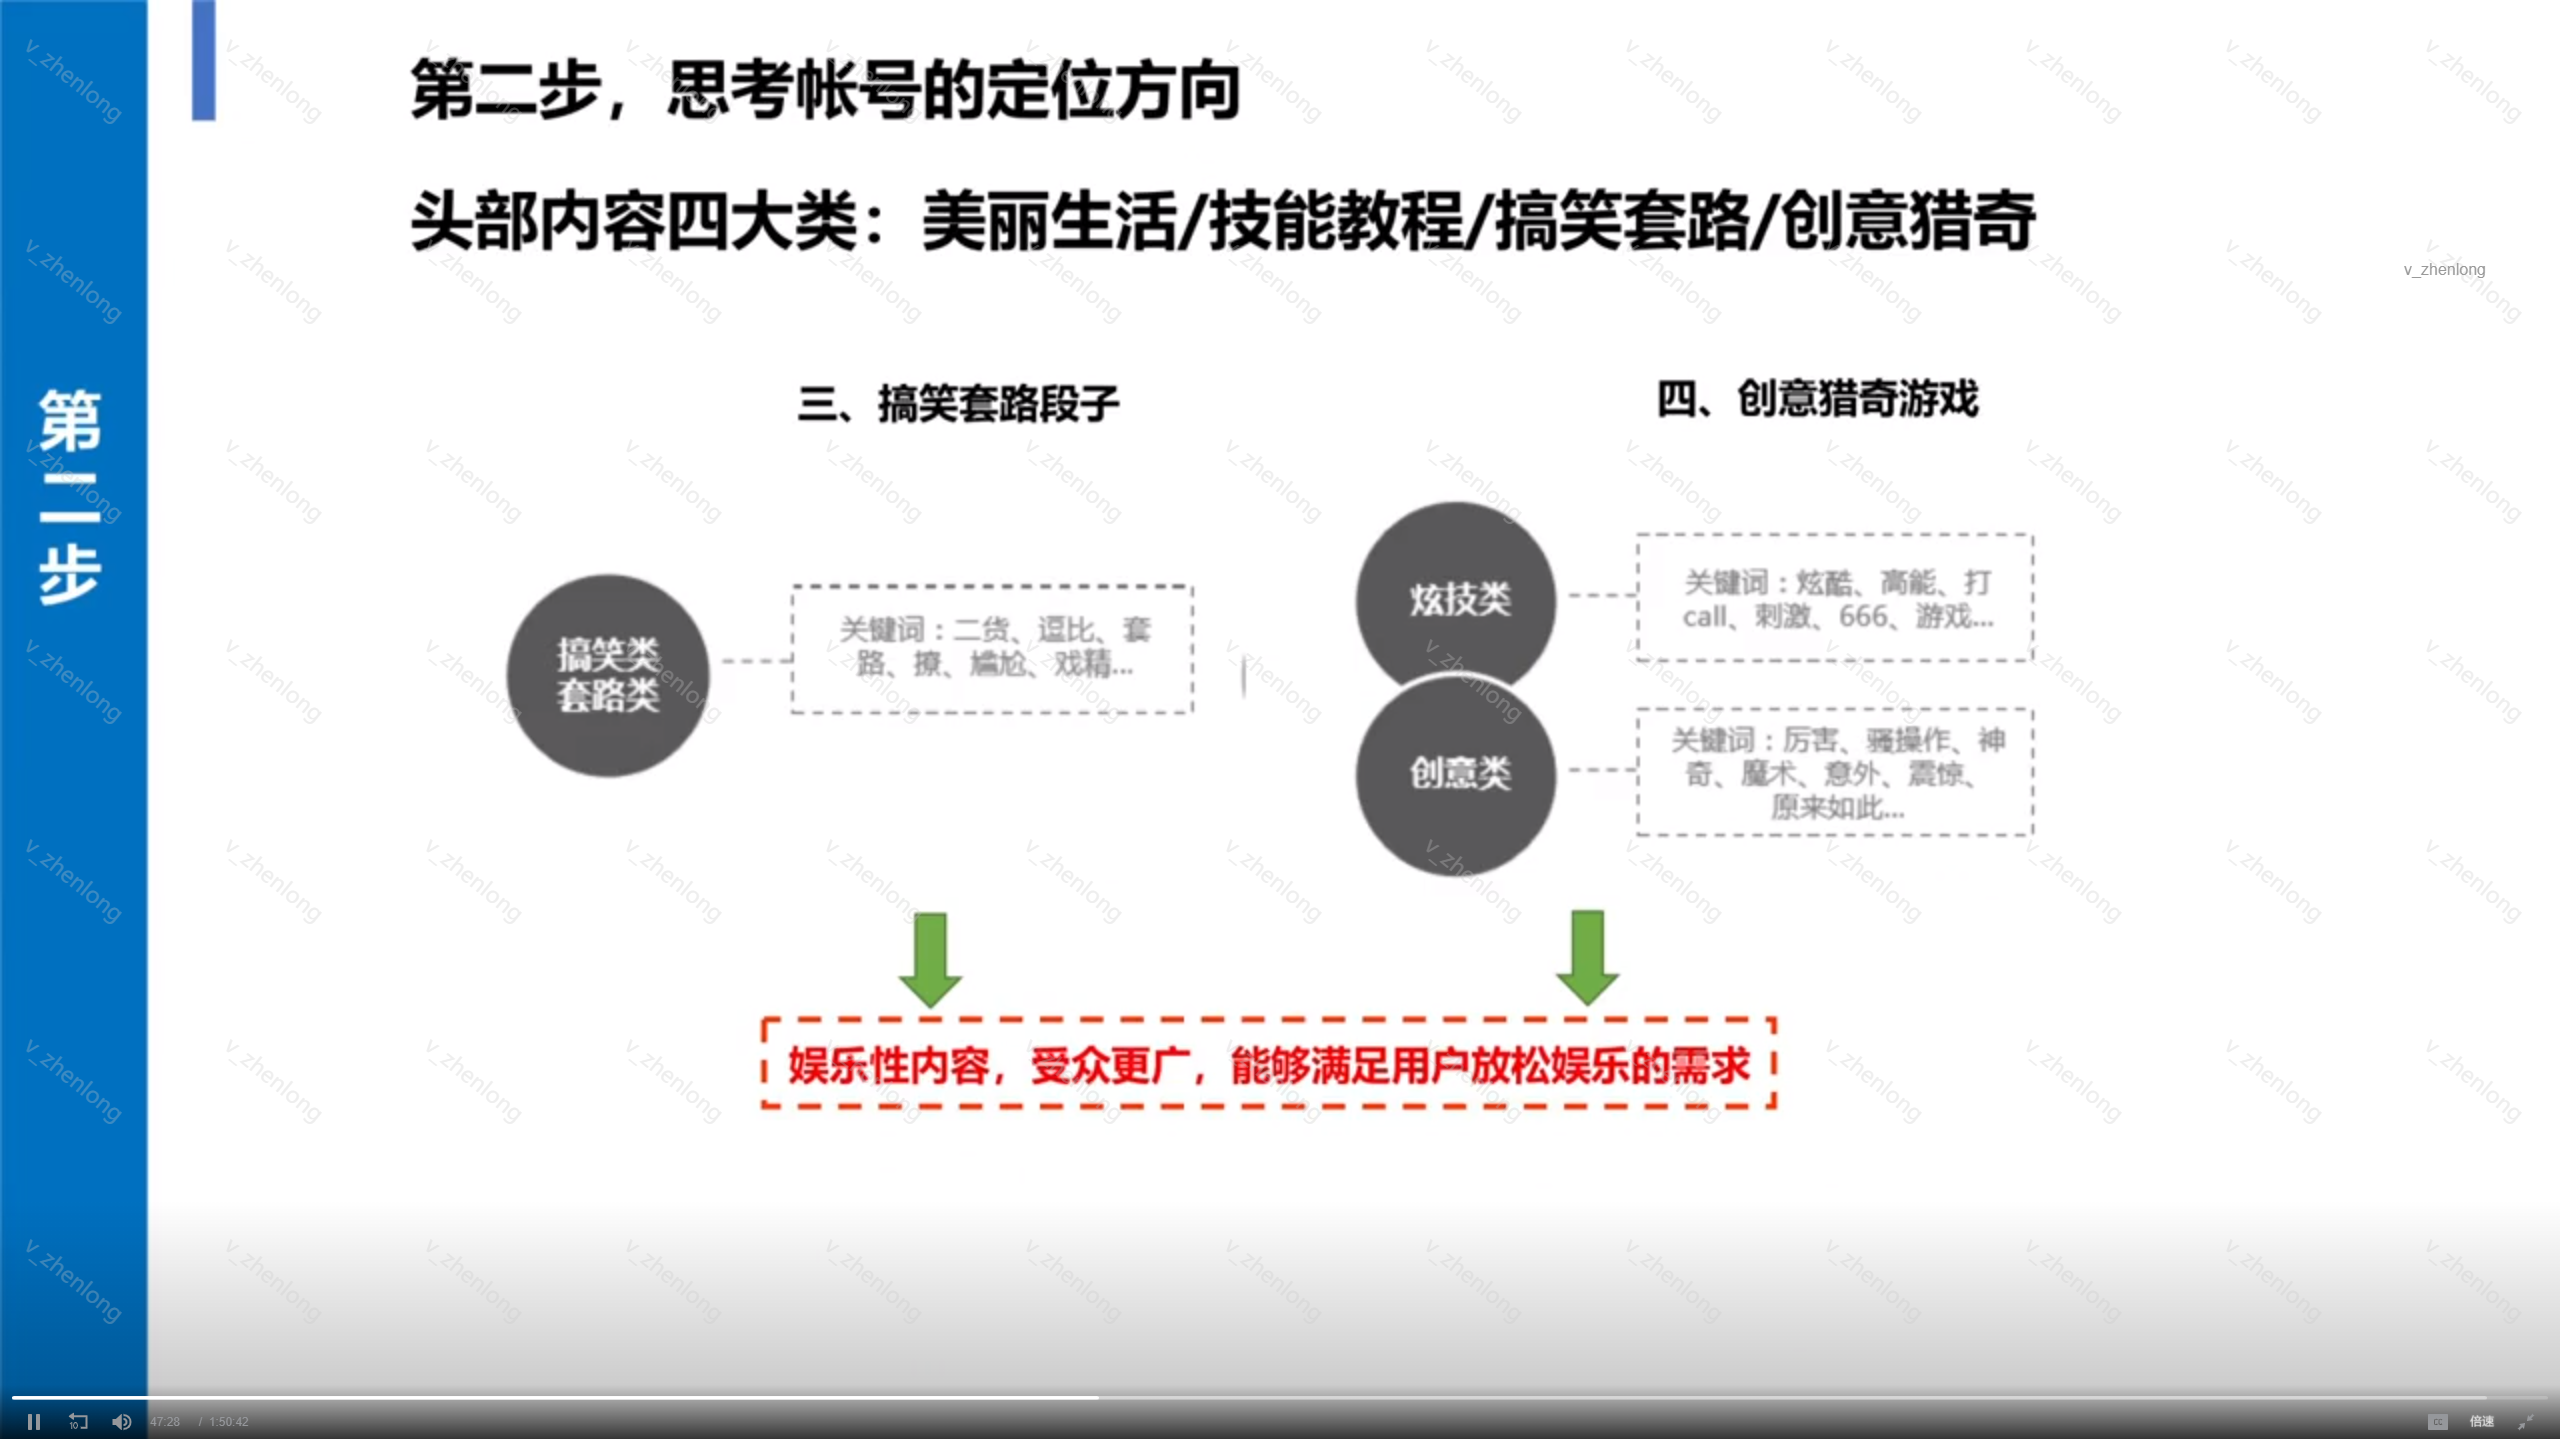 第二步，思考帐号的定位方向
头部内容四大类：美丽生活/技能教程/搞笑套路/创意猎奇
v_zhenlong
第二步
三、搞笑套路段子
搞笑类
套路类
关键词：二货、逗比、套
路、撩、尴尬、戏精...
四、创意猎奇游戏
炫技类
关键词：炫酷、高能、打
call、刺激、666、游戏...
创意类
关键词：厉害、骚操作、神
奇、魔术、意外、震惊、
原来如此...
娱乐性内容，受众更广，能够满足用户放松娱乐的需求
10
47:28 / 1:50:42
CC
倍速